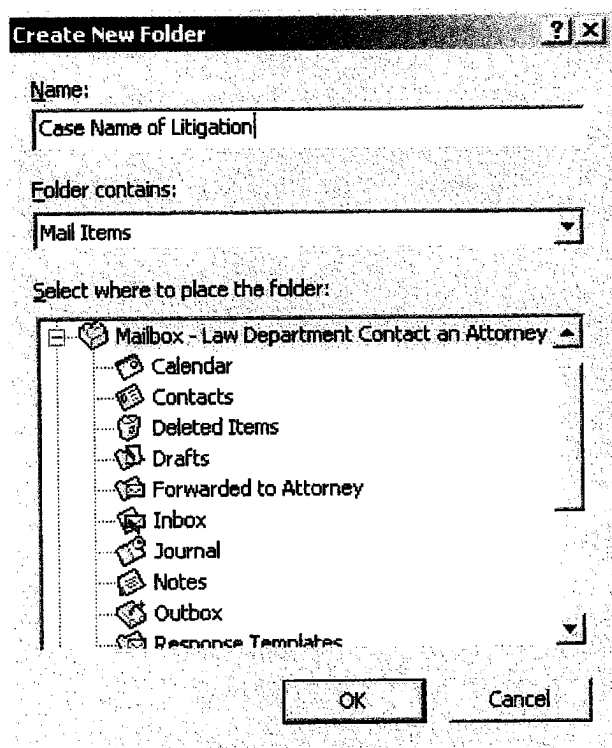 Create New Folder
Name:
Case Name of Litigation
Folder contains:
Mail Items
Select where to place the folder:
Mailbox - Law Department Contact an Attorney
Calendar
Contacts
Deleted Items
Drafts
Forwarded to Attorney
Inbox
Journal
Notes
Outbox
Response Templates
OK
Cancel